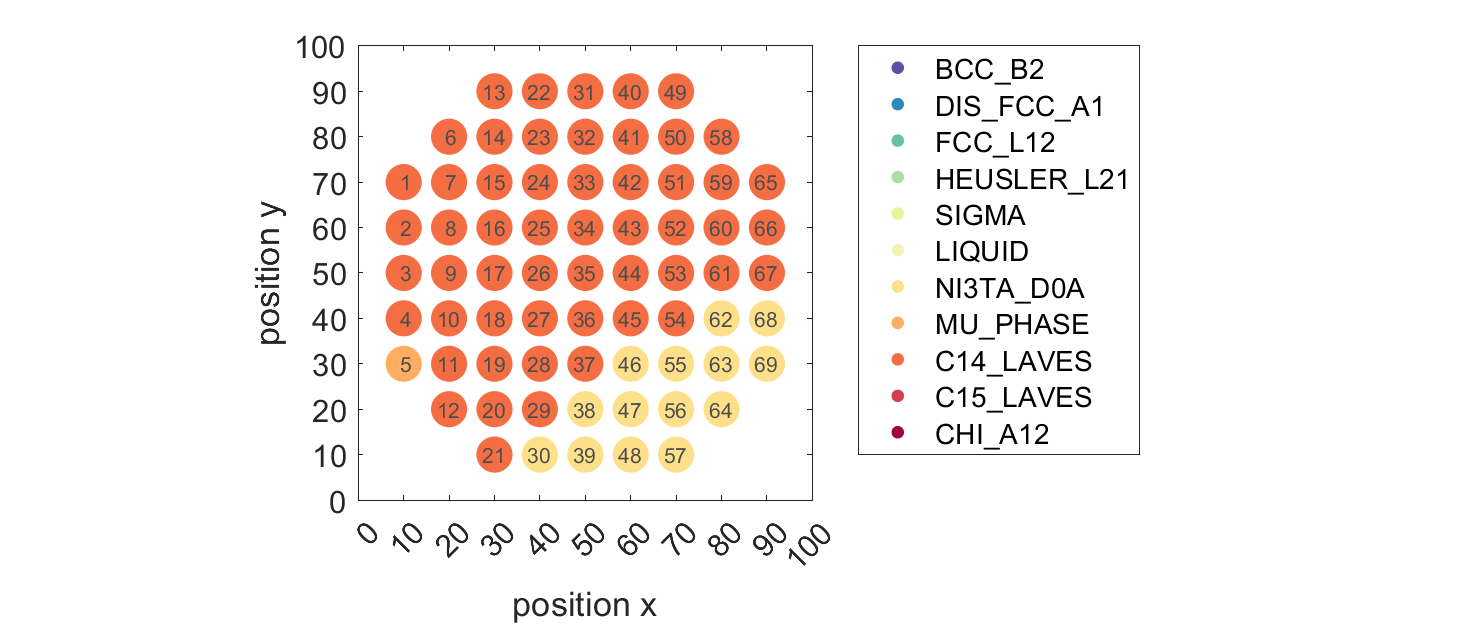 100
90
80
70
60
50
40
30
20
10
0
position y
13 22 31 40 49
6 14 23 32 41 50 58
1 7 15 24 33 42 51 59 65
2 8 16 25 34 43 52 60 66
3 9 17 26 35 44 53 61 67
4 10 18 27 36 45 54 62 68
5 11 19 28 37 46 55 63 69
12 20 29 38 47 56 64
21 30 39 48 57
0 10 20 30 40 50 60 70 80 90 100
position x
BCC_B2
DIS_FCC_A1
FCC_L12
HEUSLER_L21
SIGMA
LIQUID
NI3TA_D0A
MU_PHASE
C14_LAVES
C15_LAVES
CHI_A12